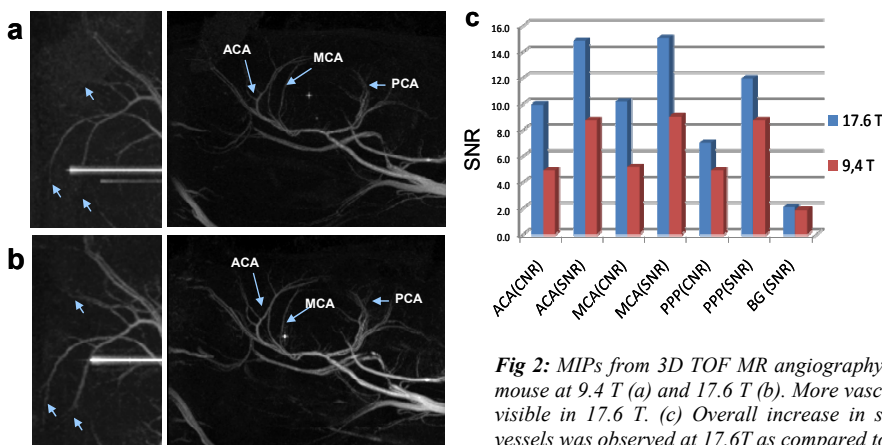 a
ACA
MCA
PCA
b
ACA
MCA
PCA
c
SNR
16.0
14.0
12.0
10.0
8.0
6.0
4.0
2.0
0.0
ACA(CNR)
ACA(SNR)
MCA(CNR)
MCA(SNR)
PPP(CNR)
PPP(SNR)
BG (SNR)
17.6 T
9,4 T
Fig 2: MIPs from 3D TOF MR angiography
mouse at 9.4 T (a) and 17.6 T (b). More vasc
visible in 17.6 T. (c) Overall increase in s
vessels was observed at 17.6T as compared to